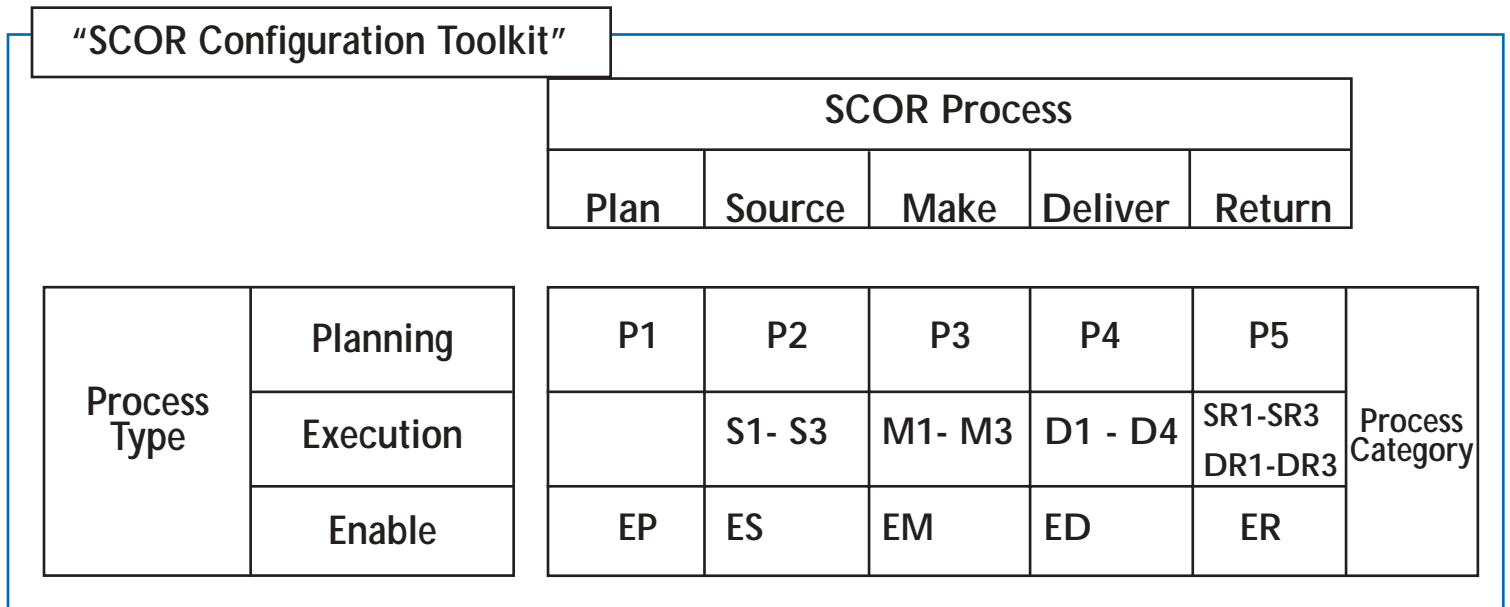 “SCOR Configuration Toolkit”
SCOR Process
Plan Source Make Deliver Return
Process Type
Planning P1 P2 P3 P4 P5
Execution S1- S3 M1- M3 D1 - D4 SR1-SR3
DR1-DR3
Process
Category
Enable EP ES EM ED ER